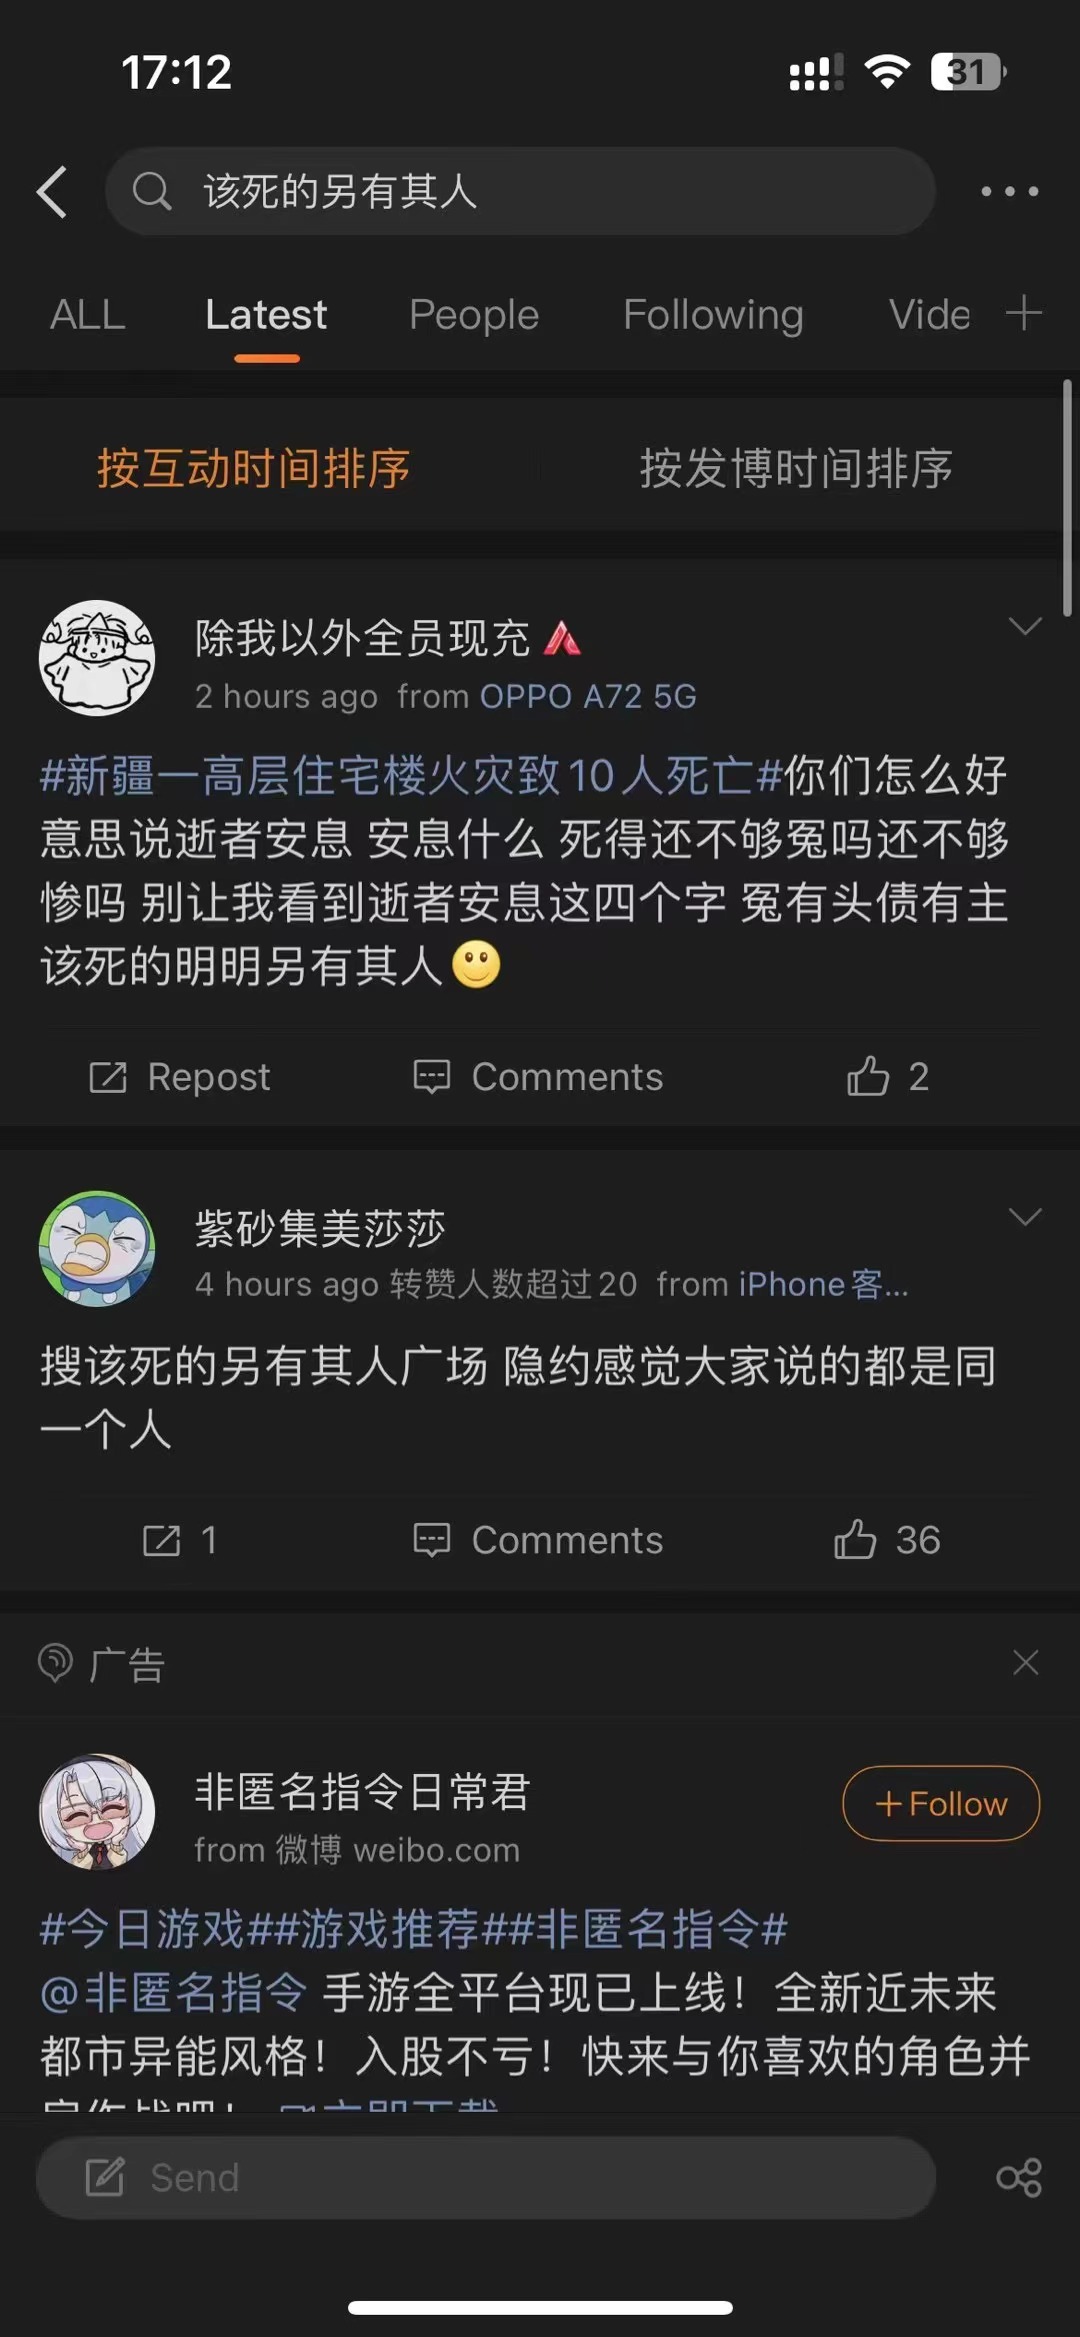 17:12
31
该死的另有其人
ALL Latest People Following Vide
按互动时间排序 按发博时间排序
除我以外全员现充
2 hours ago from OPPO A72 5G
#新疆一高层住宅楼火灾致10人死亡#你们怎么好
意思说逝者安息 安息什么 死得还不够冤吗还不够
惨吗 别让我看到逝者安息这四个字 冤有头债有主
该死的明明另有其人
Repost Comments 2
紫砂集美莎莎
4 hours ago 转赞人数超过20 from iPhone客...
搜该死的另有其人广场 隐约感觉大家说的都是同
一个人
1 Comments 36
广告
非匿名指令日常君
+Follow
from 微博 weibo.com
#今日游戏##游戏推荐##非匿名指令#
@非匿名指令 手游全平台现已上线！全新近未来
都市异能风格！入股不亏！快来与你喜欢的角色并
Send